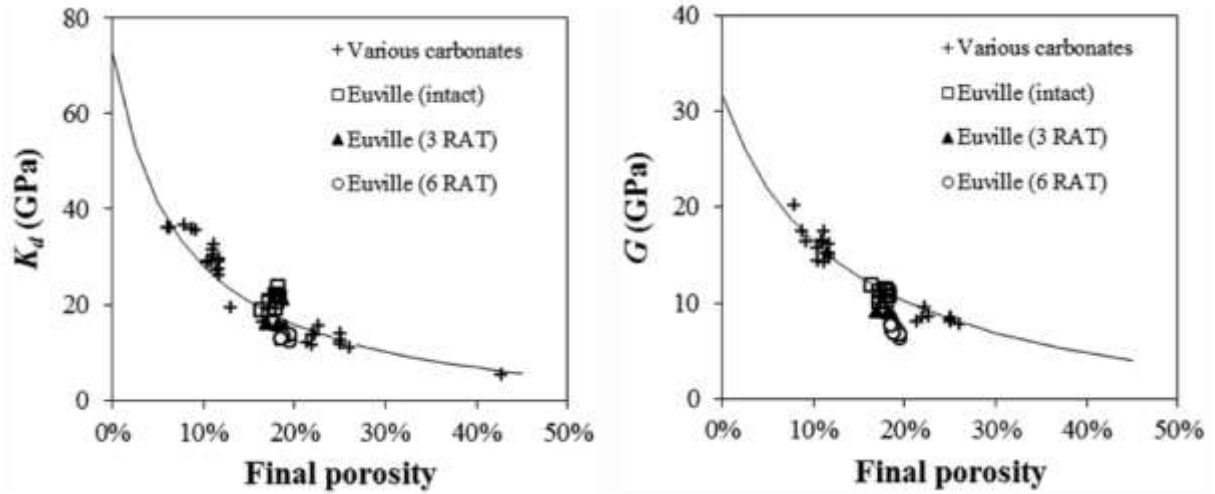 80
60
40
20
0
K_d (GPa)
+ Various carbonates
□ Euville (intact)
▲ Euville (3 RAT)
○ Euville (6 RAT)
0% 10% 20% 30% 40% 50%
Final porosity
40
30
20
10
0
G (GPa)
+ Various carbonates
□ Euville (intact)
▲ Euville (3 RAT)
○ Euville (6 RAT)
0% 10% 20% 30% 40% 50%
Final porosity